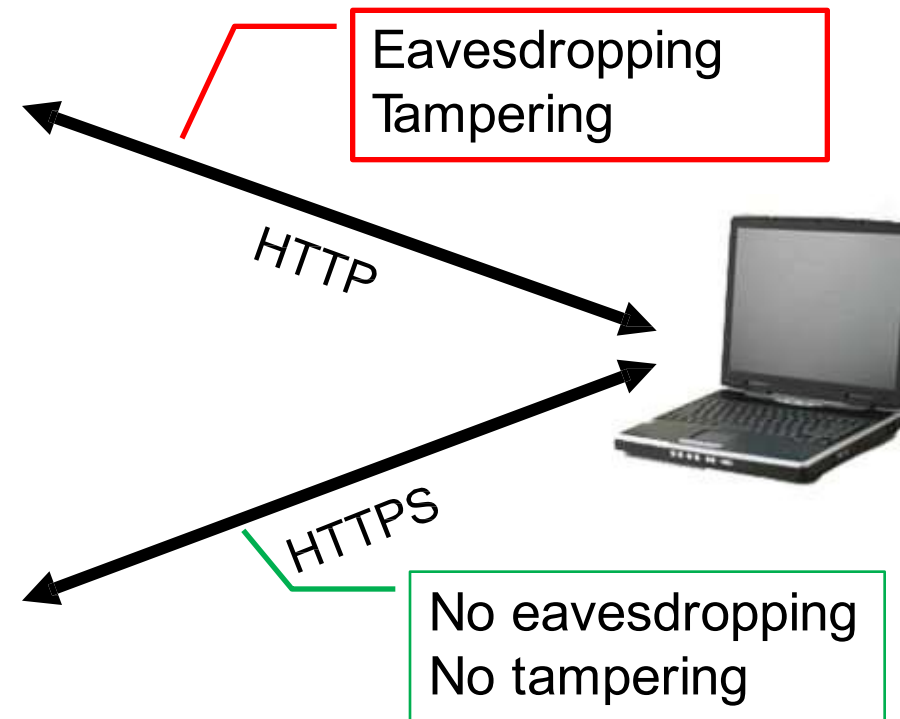 Eavesdropping
Tampering
HTTP
HTTPS
No eavesdropping
No tampering